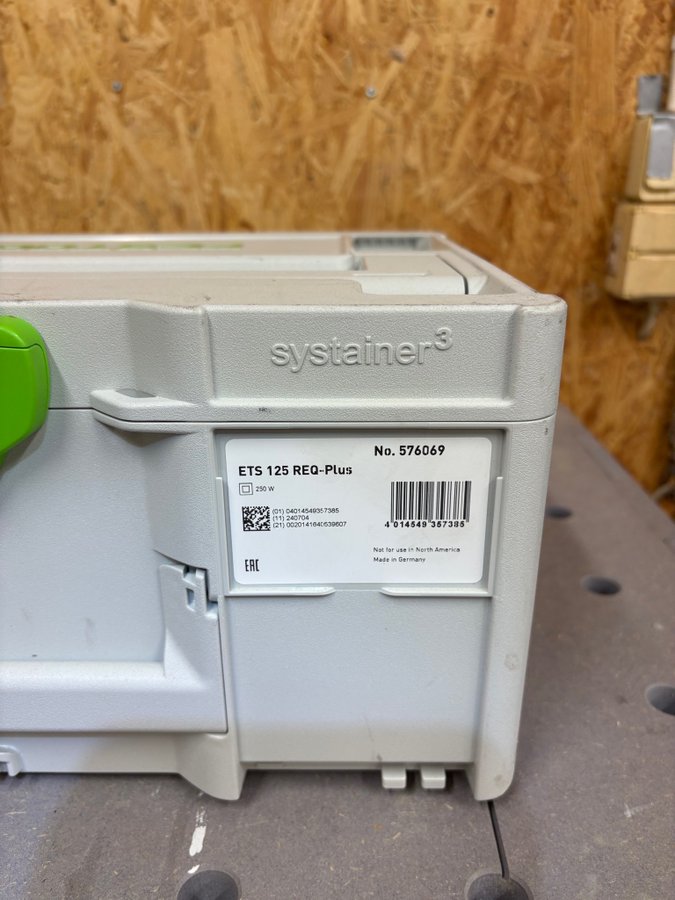 systainer³
No. 576069
ETS 125 REQ-Plus
250 W
(01) 04014549357385
(11) 240704
(21) 0020141640539607
4 014549 357385
Not for use in North America
Made in Germany
EAC